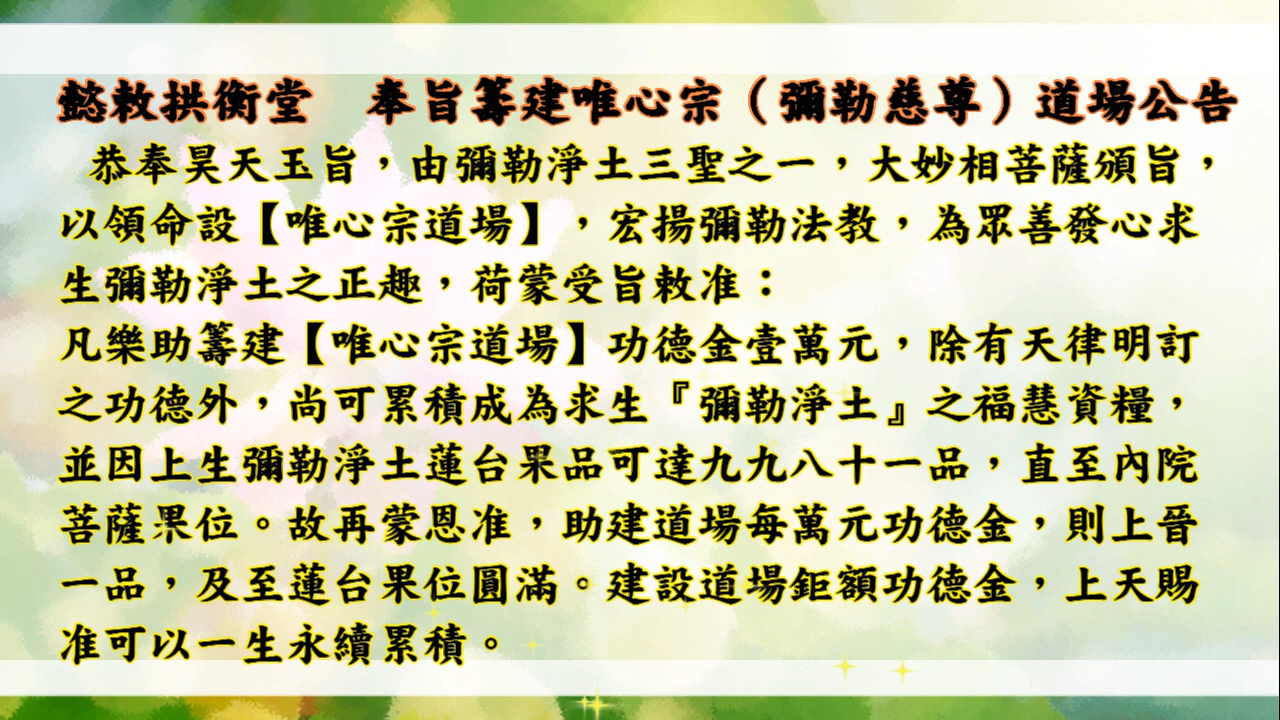 懿敕拱衡堂　奉旨籌建唯心宗（彌勒慈尊）道場公告
恭奉昊天玉旨，由彌勒淨土三聖之一，大妙相菩薩頒旨，
以領命設【唯心宗道場】，宏揚彌勒法教，為眾善發心求
生彌勒淨土之正趣，荷蒙受旨敕准：
凡樂助籌建【唯心宗道場】功德金壹萬元，除有天律明訂
之功德外，尚可累積成為求生『彌勒淨土』之福慧資糧，
並因上生彌勒淨土蓮台果品可達九九八十一品，直至內院
菩薩果位。故再蒙恩准，助建道場每萬元功德金，則上晉
一品，及至蓮台果位圓滿。建設道場鉅額功德金，上天賜
准可以一生永續累積。